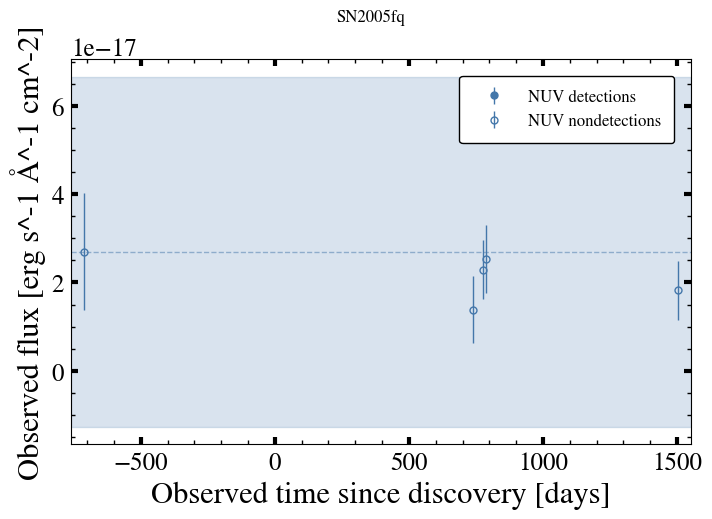 SN2005fq
1e−17
NUV detections
NUV nondetections
6
4
2
0
Observed flux [erg s^-1 Å^-1 cm^-2]
−500
0
500
1000
1500
Observed time since discovery [days]